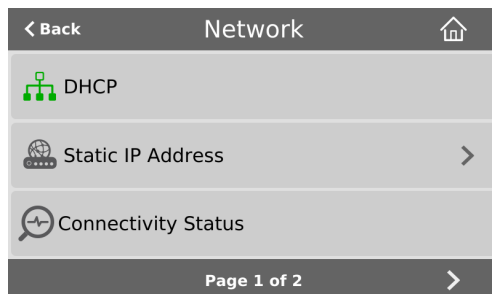 Back
Network
DHCP
Static IP Address
Connectivity Status
Page 1 of 2